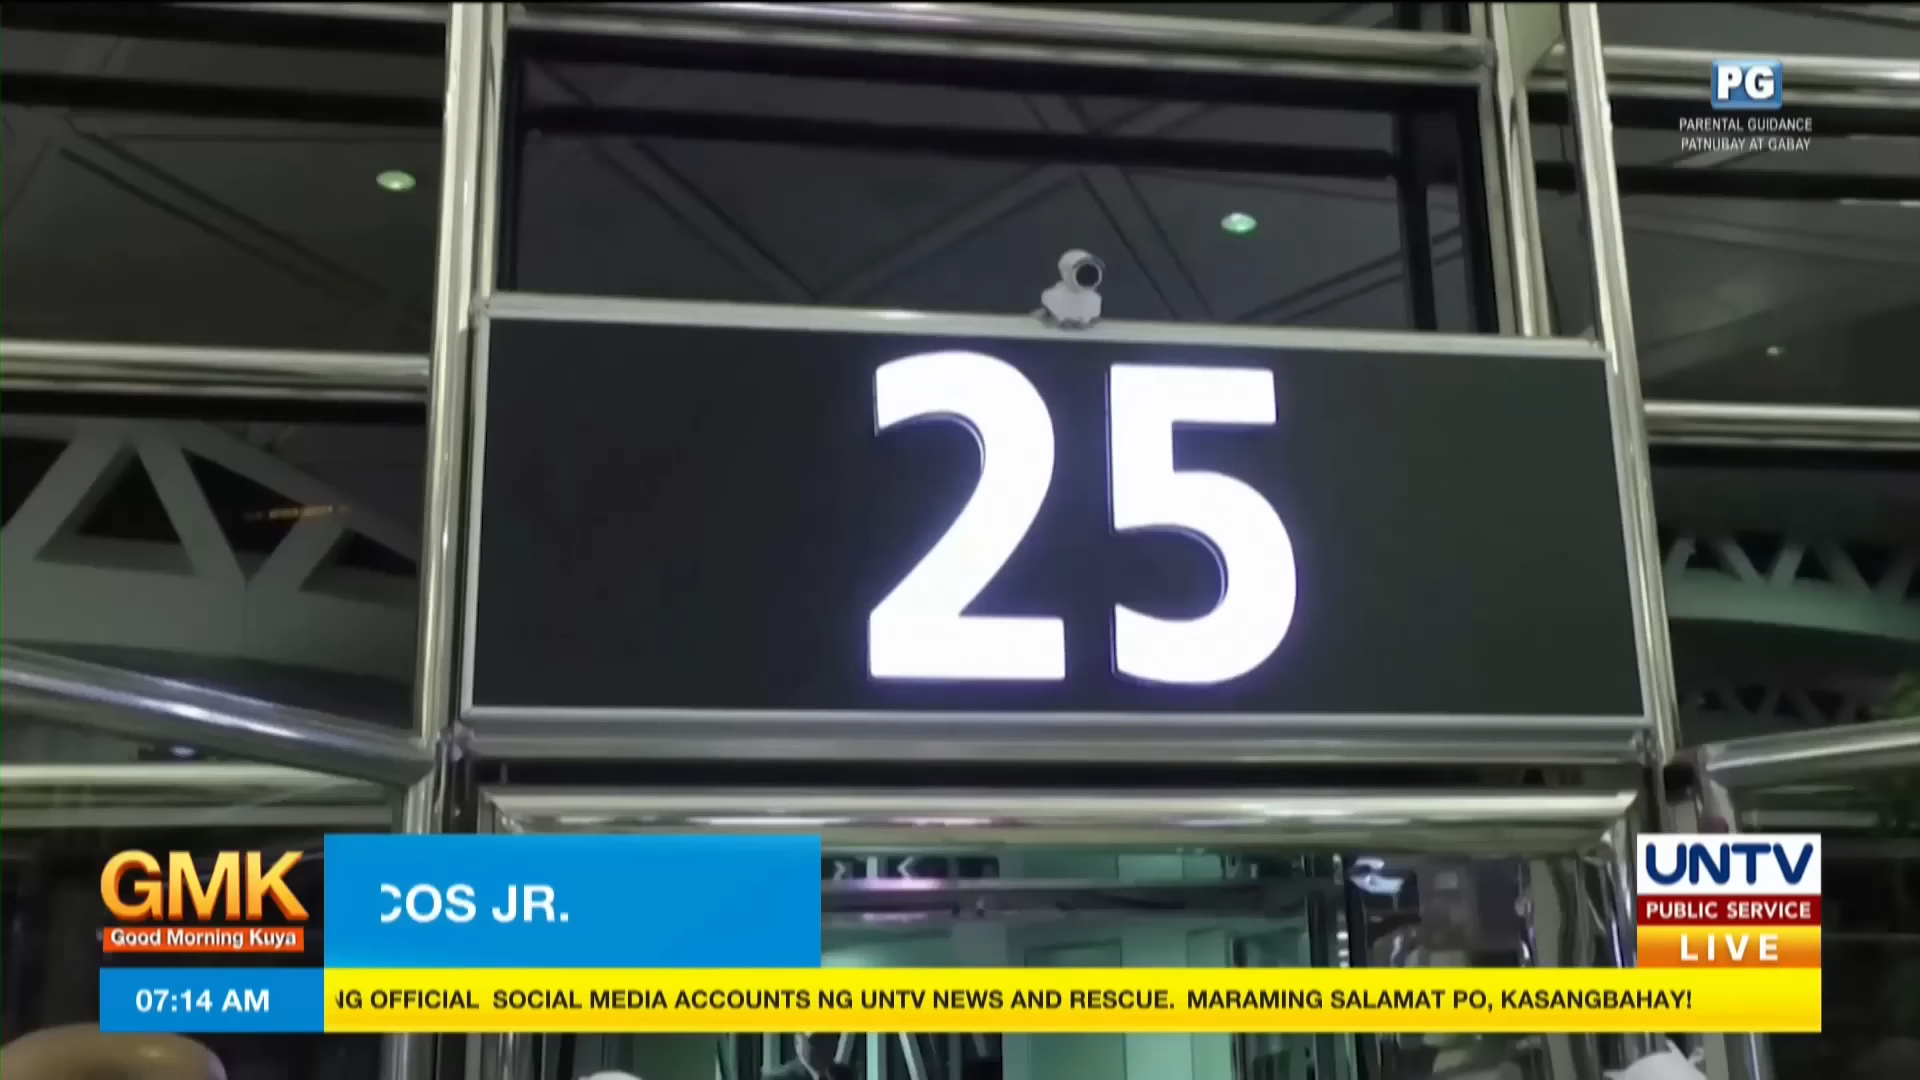 PG
PARENTAL GUIDANCE
PATNUBAY AT GABAY
25
GMK
Good Morning Kuya
COS JR.
UNTV
PUBLIC SERVICE
LIVE
07:14 AM
NG OFFICIAL SOCIAL MEDIA ACCOUNTS NG UNTV NEWS AND RESCUE. MARAMING SALAMAT PO, KASANGBAHAY!